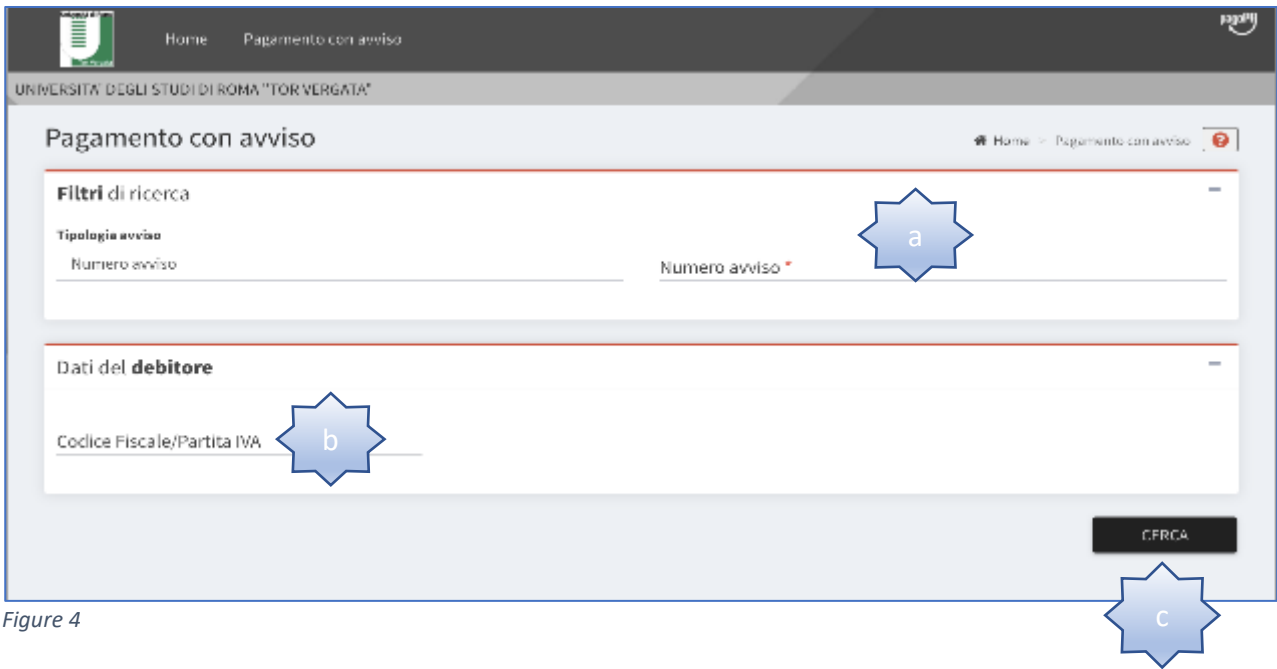 Home Pagamento con avviso
pagoPA
UNIVERSITA' DEGLI STUDI DI ROMA "TOR VERGATA"
Pagamento con avviso
Home > Pagamento con avviso
Filtri di ricerca
Tipologia avviso
Numero avviso
Numero avviso *
a
Dati del debitore
Codice Fiscale/Partita IVA
b
CERCA
c
Figure 4